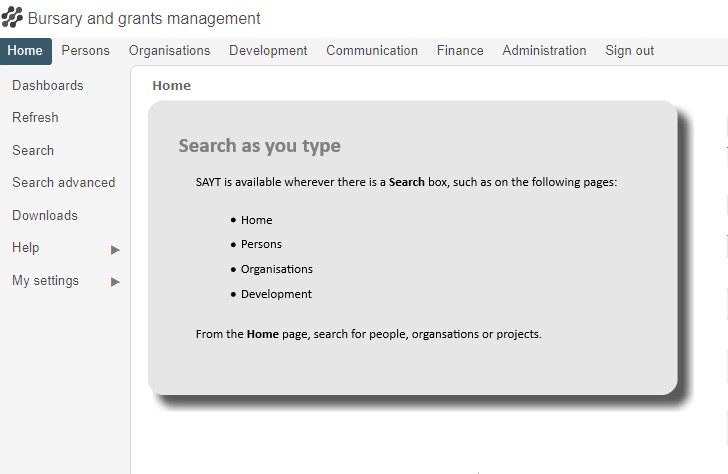 Bursary and grants management
Home Persons Organisations Development Communication Finance Administration Sign out
Dashboards
Refresh
Search
Search advanced
Downloads
Help
My settings
Home
Search as you type
SAYT is available wherever there is a Search box, such as on the following pages:
• Home
• Persons
• Organisations
• Development
From the Home page, search for people, organsations or projects.